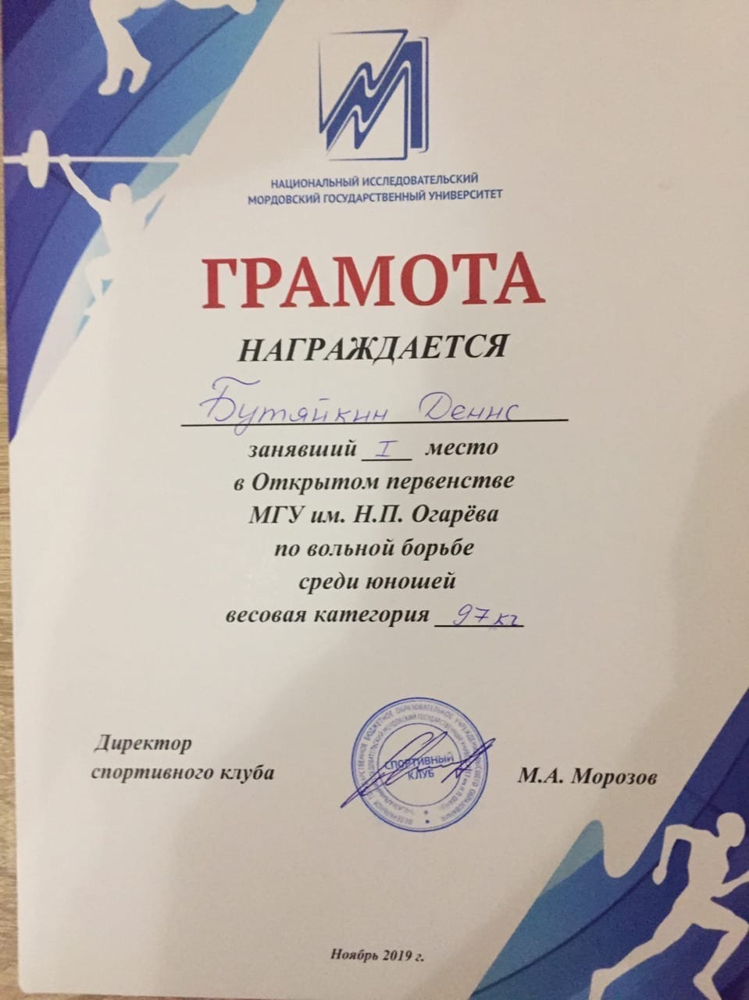 НАЦИОНАЛЬНЫЙ ИССЛЕДОВАТЕЛЬСКИЙ
МОРДОВСКИЙ ГОСУДАРСТВЕННЫЙ УНИВЕРСИТЕТ
ГРАМОТА
НАГРАЖДАЕТСЯ
Бутяйкин Денис
занявший I место
в Открытом первенстве
МГУ им. Н.П. Огарёва
по вольной борьбе
среди юношей
весовая категория 97 кг
Директор
спортивного клуба
СПОРТИВНЫЙ
КЛУБ
М.А. Морозов
Ноябрь 2019 г.